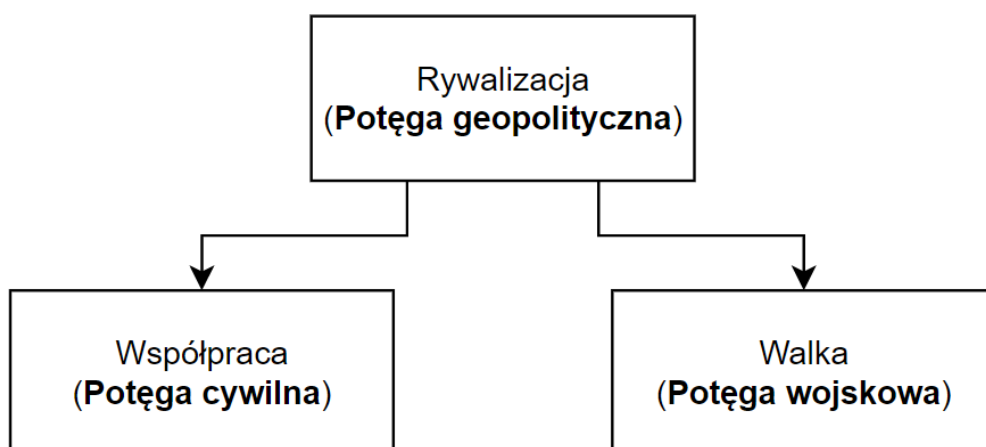 Rywalizacja
(Potęga geopolityczna)
Współpraca
(Potęga cywilna)
Walka
(Potęga wojskowa)